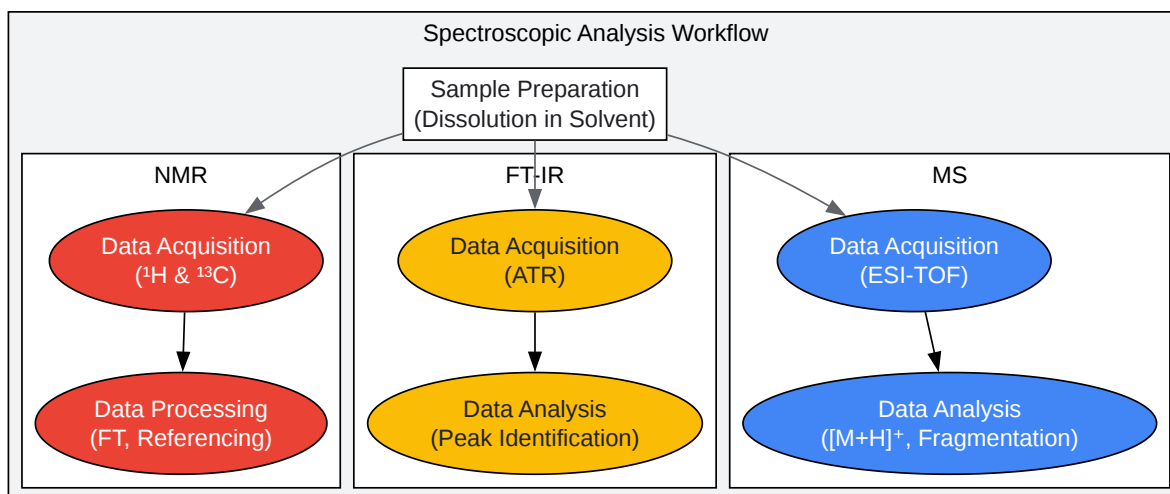 Spectroscopic Analysis Workflow
Sample Preparation
(Dissolution in Solvent)
NMR
FT-IR
MS
Data Acquisition
(¹H & ¹³C)
Data Acquisition
(ATR)
Data Acquisition
(ESI-TOF)
Data Processing
(FT, Referencing)
Data Analysis
(Peak Identification)
Data Analysis
([M+H]⁺, Fragmentation)